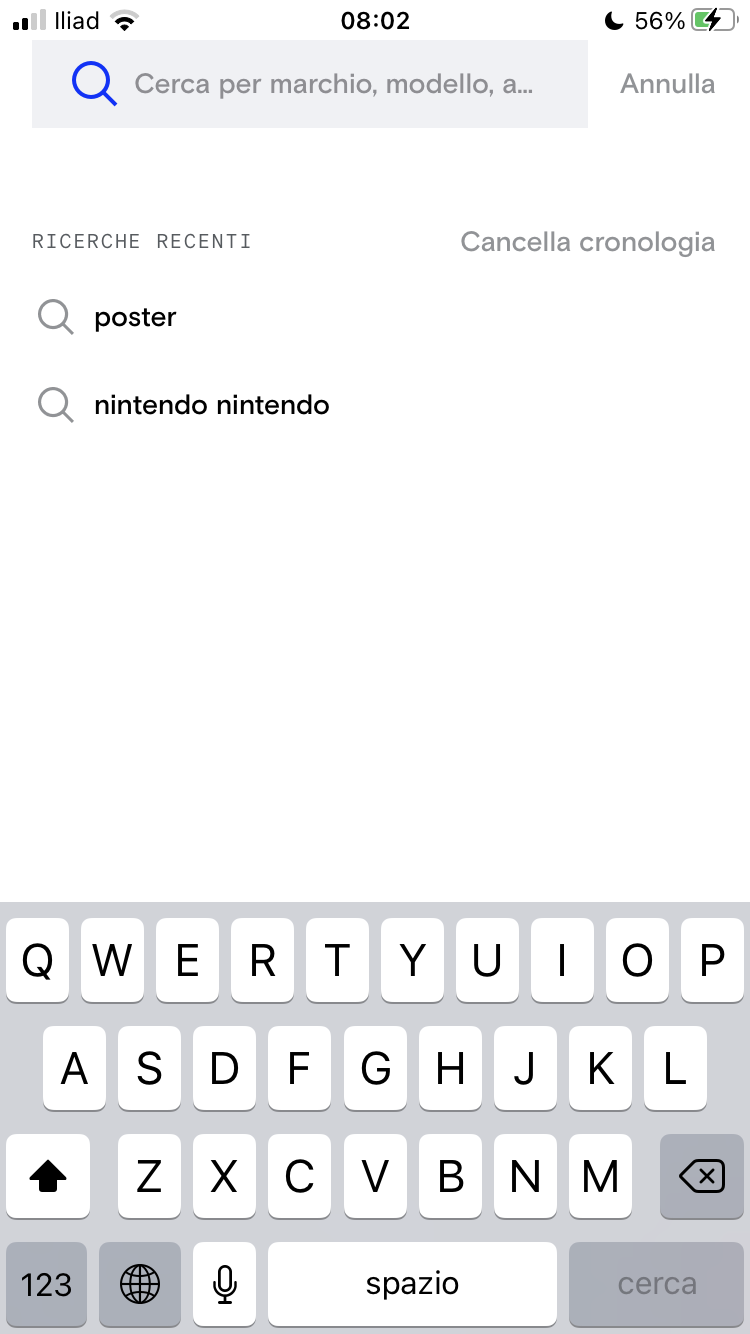 Iliad 08:02 56%
Cerca per marchio, modello, a... Annulla
RICERCHE RECENTI Cancella cronologia
poster
nintendo nintendo
Q W E R T Y U I O P
A S D F G H J K L
Z X C V B N M
123 spazio cerca